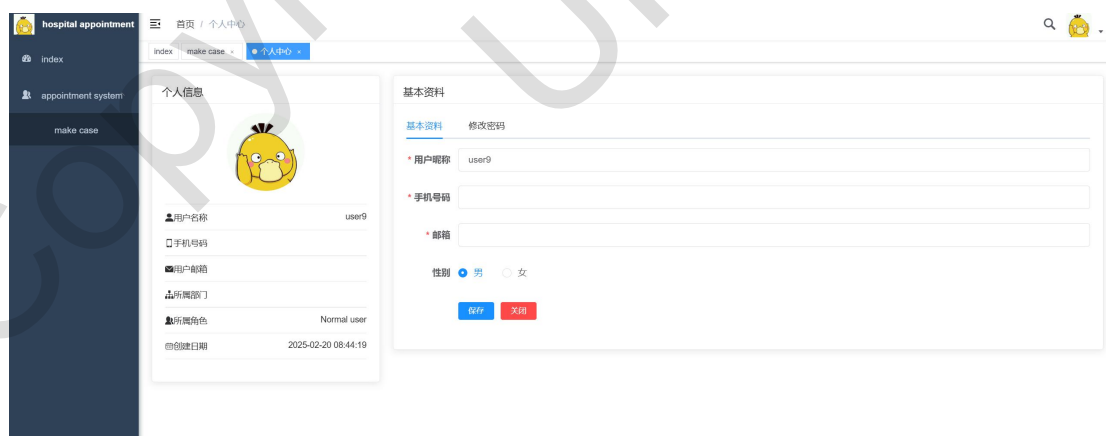 hospital appointment
首页 / 个人中心
index make case × 个人中心 ×
index
appointment system
make case
个人信息
用户名称 user9
手机号码
用户邮箱
所属部门
所属角色 Normal user
创建日期 2025-02-20 08:44:19
基本资料
基本资料 修改密码
* 用户昵称 user9
* 手机号码
* 邮箱
性别 男 女
保存 关闭